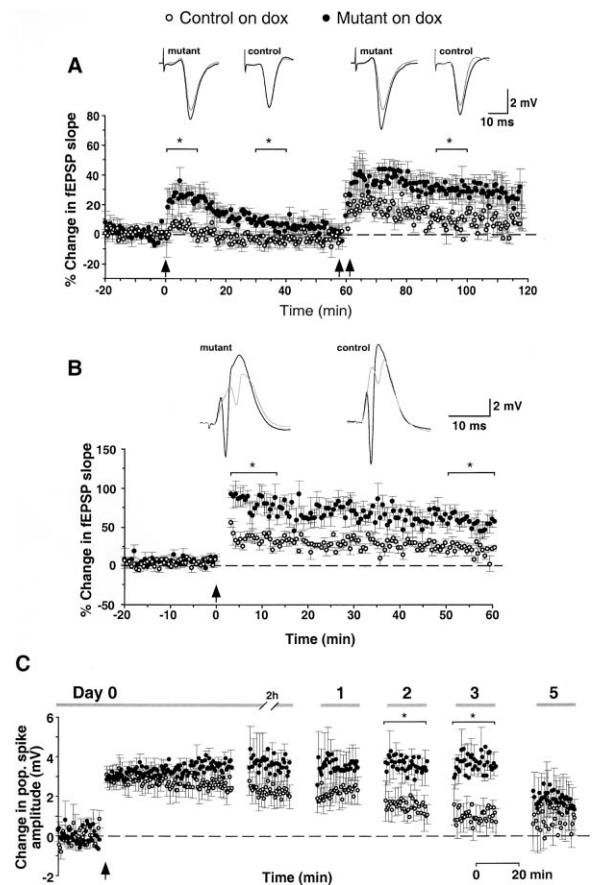 ○ Control on dox ● Mutant on dox
A
mutant control mutant control
2 mV
10 ms
* * *
% Change in fEPSP slope
80
60
40
20
0
-20
-20 0 20 40 60 80 100 120
Time (min)
B
mutant control
2 mV
10 ms
* *
% Change in fEPSP slope
150
100
50
0
-50
-20 -10 0 10 20 30 40 50 60
Time (min)
C
Day 0 2h 1 2 3 5
* *
Change in pop. spike
amplitude (mV)
6
4
2
0
-2
Time (min)
0 20 min